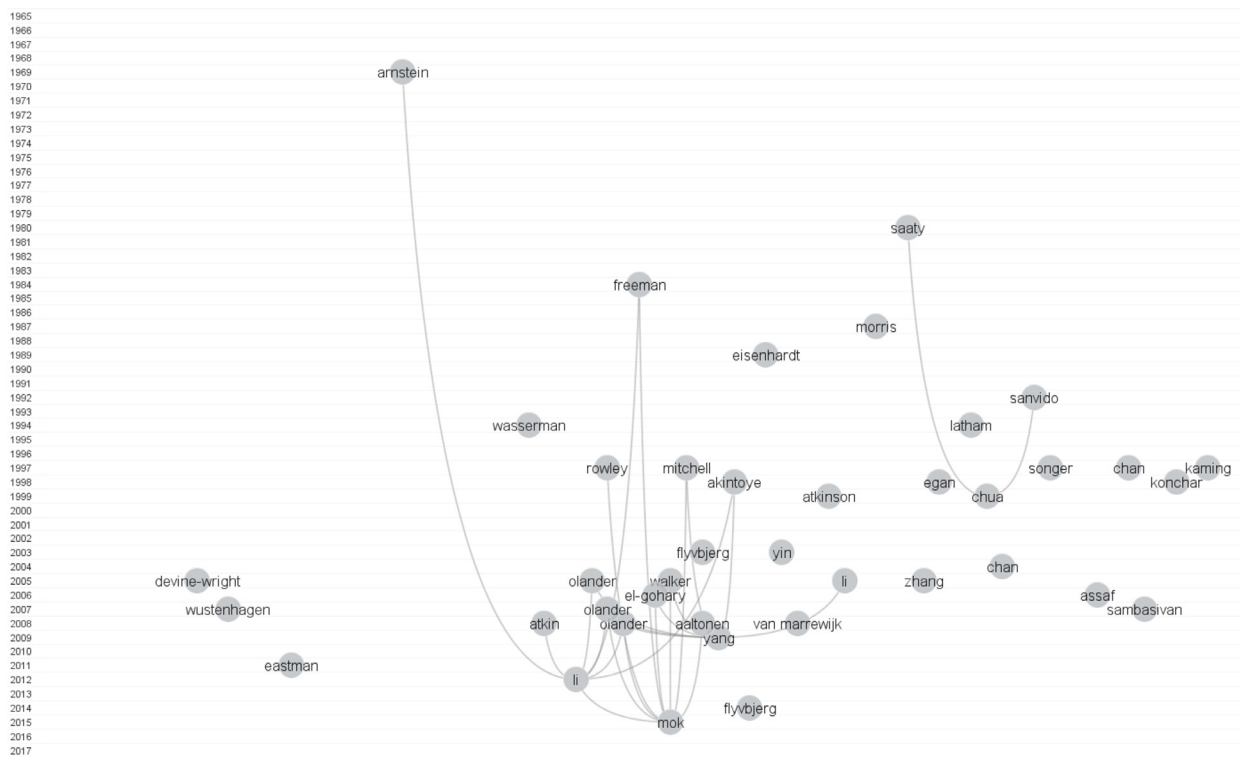 1965
1966
1967
1968
1969 arnstein
1970
1971
1972
1973
1974
1975
1976
1977
1978
1979
1980 saaty
1981
1982
1983
1984 freeman
1985
1986
1987 morris
1988
1989 eisenhardt
1990
1991
1992 sanvido
1993
1994 wasserman latham
1995
1996
1997 rowley mitchell songer chan kaming
1998 akintoye egan konchar
1999 atkinson chua
2000
2001
2002
2003 flyvbjerg yin
2004 chan
2005 devine-wright olander walker li zhang
2006 el-gohary assaf
2007 wustenhagen olander sambasivan
2008 atkin olander aaltonen van marrewijk
2009 yang
2010
2011 eastman
2012 li
2013
2014 flyvbjerg
2015 mok
2016
2017